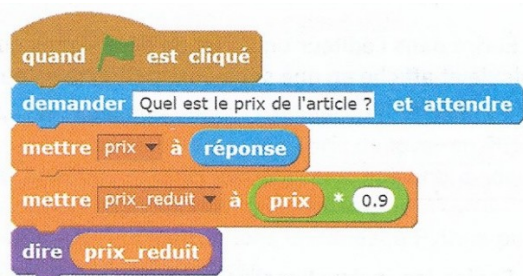 quand est cliqué
demander Quel est le prix de l'article ? et attendre
mettre prix à réponse
mettre prix_reduit à prix * 0.9
dire prix_reduit